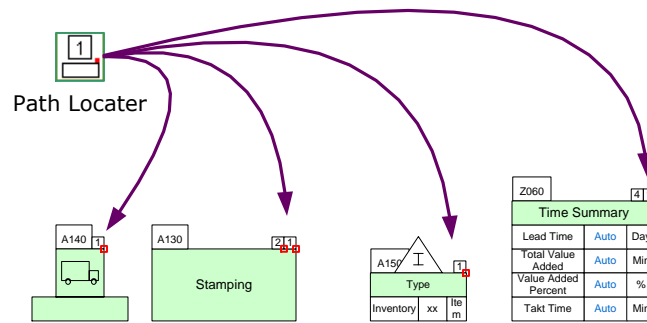 1
Path Locater
Z060
4
Time Summary
A140
1
A130
2 1
Lead Time
Auto
Stamping
A150
I
1
Total Value
Added
Auto
Type
Value Added
Percent
Auto
%
Inventory
xx
Ite
m
Takt Time
Auto